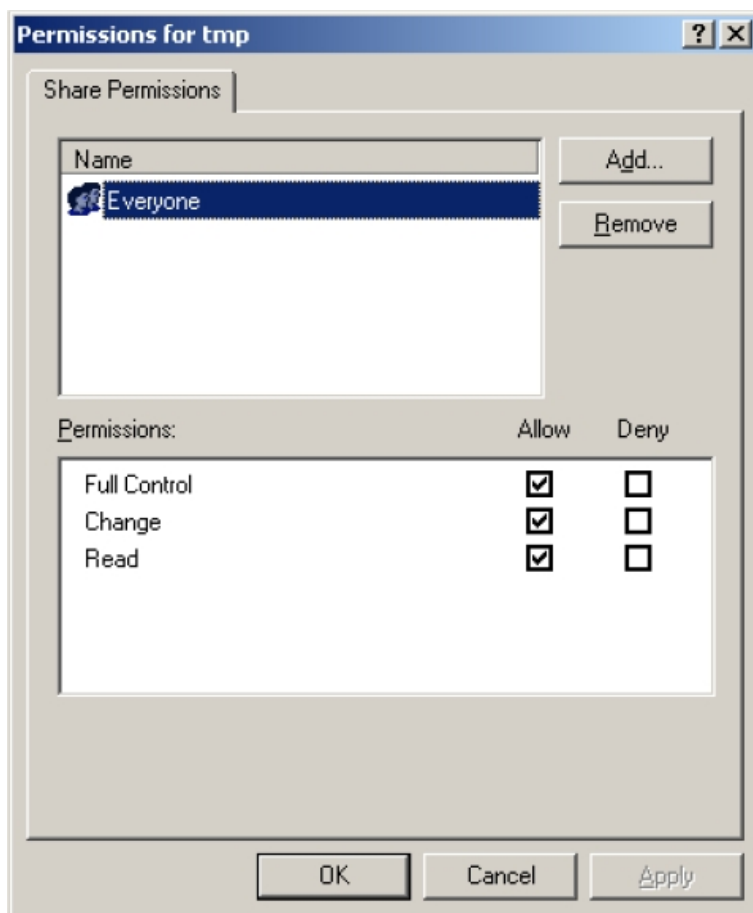 Permissions for tmp
Share Permissions
Name
Add...
Everyone
Remove
Permissions: Allow Deny
Full Control
Change
Read
OK Cancel Apply